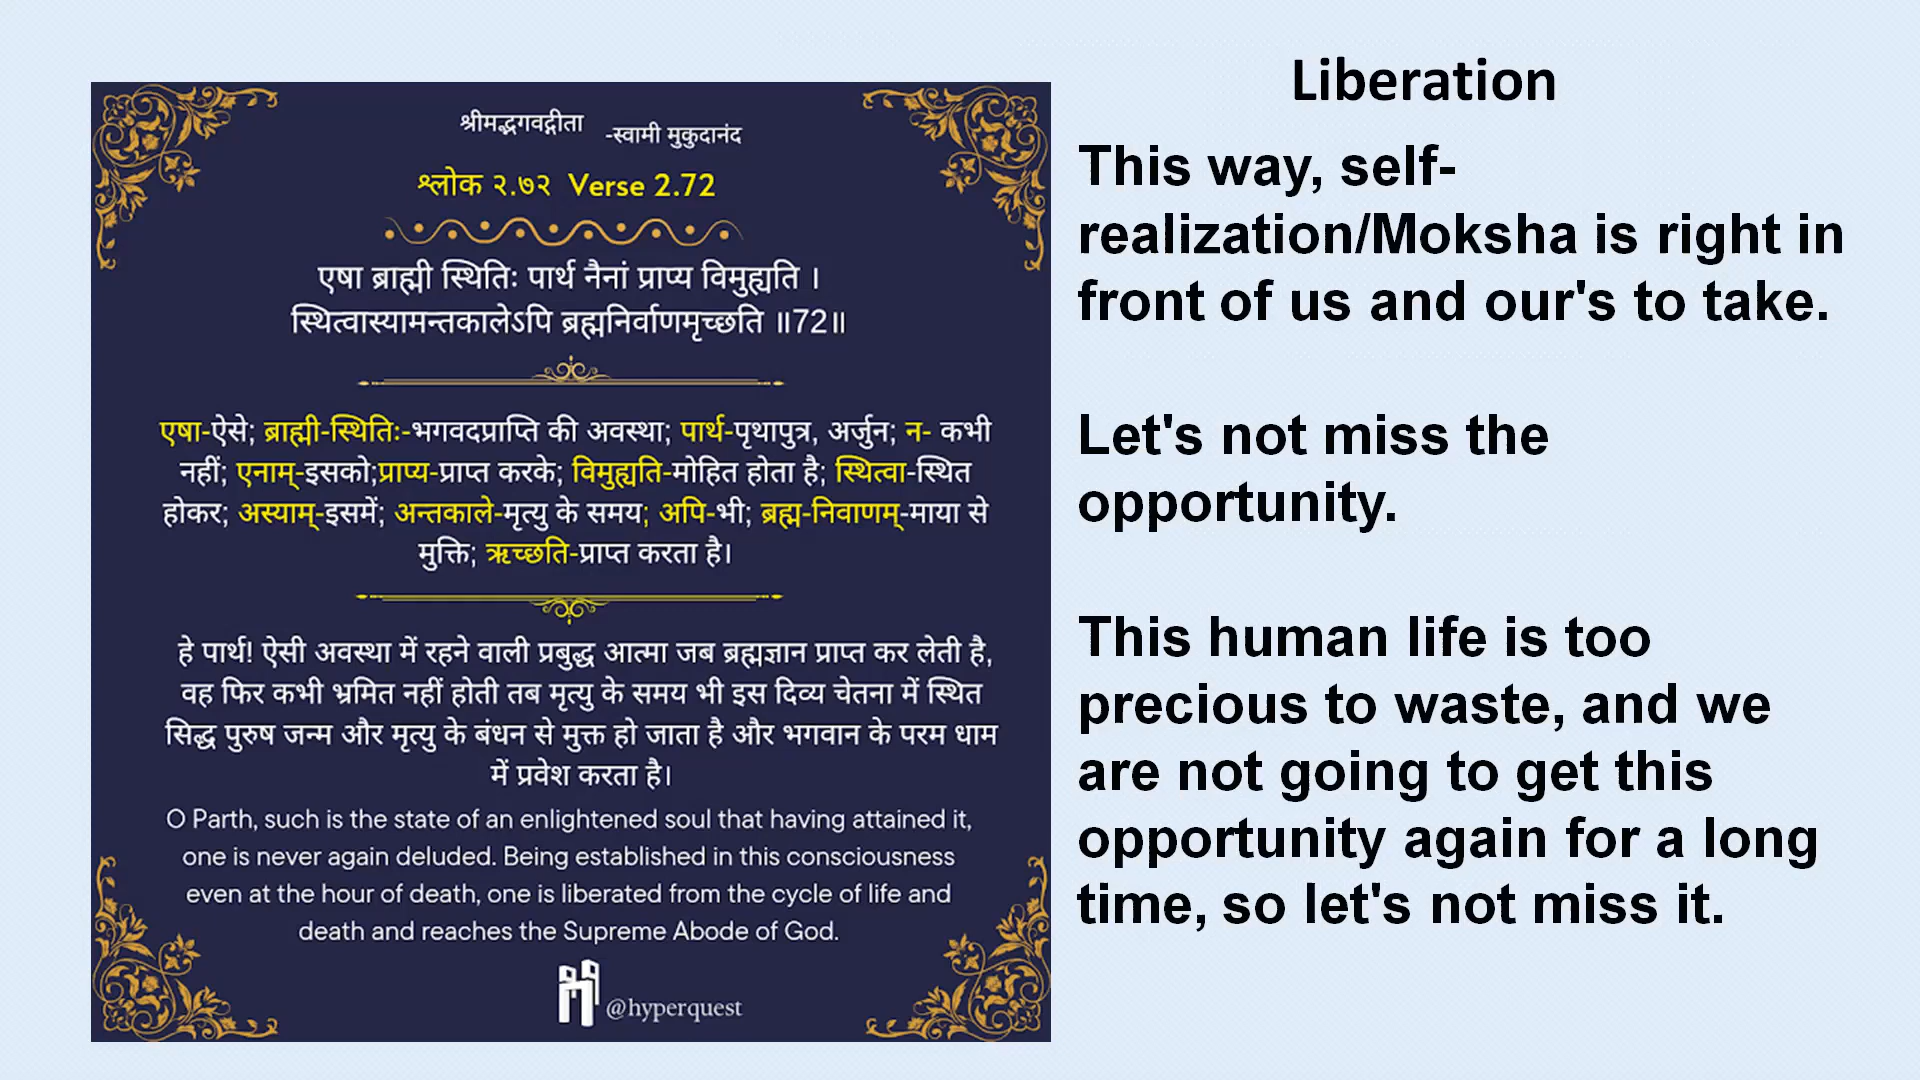 श्रीमद्भगवद्गीता -स्वामी मुकुदानंद
श्लोक २.७२ Verse 2.72
एषा ब्राह्मी स्थितिः पार्थ नैनां प्राप्य विमुह्यति ।
स्थित्वास्यामन्तकालेऽपि ब्रह्मनिर्वाणमृच्छति ॥72॥
एषा-ऐसे; ब्राह्मी-स्थितिः-भगवदप्राप्ति की अवस्था; पार्थ-पृथापुत्र, अर्जुन; न- कभी
नहीं; एनाम्-इसको;प्राप्य-प्राप्त करके; विमुह्यति-मोहित होता है; स्थित्वा-स्थित
होकर; अस्याम्-इसमें; अन्तकाले-मृत्यु के समय; अपि-भी; ब्रह्म-निवाणम्-माया से
मुक्ति; ऋच्छति-प्राप्त करता है।
हे पार्थ! ऐसी अवस्था में रहने वाली प्रबुद्ध आत्मा जब ब्रह्मज्ञान प्राप्त कर लेती है,
वह फिर कभी भ्रमित नहीं होती तब मृत्यु के समय भी इस दिव्य चेतना में स्थित
सिद्ध पुरुष जन्म और मृत्यु के बंधन से मुक्त हो जाता है और भगवान के परम धाम
में प्रवेश करता है।
O Parth, such is the state of an enlightened soul that having attained it,
one is never again deluded. Being established in this consciousness
even at the hour of death, one is liberated from the cycle of life and
death and reaches the Supreme Abode of God.
@hyperquest
Liberation
This way, self-
realization/Moksha is right in
front of us and our's to take.
Let's not miss the
opportunity.
This human life is too
precious to waste, and we
are not going to get this
opportunity again for a long
time, so let's not miss it.